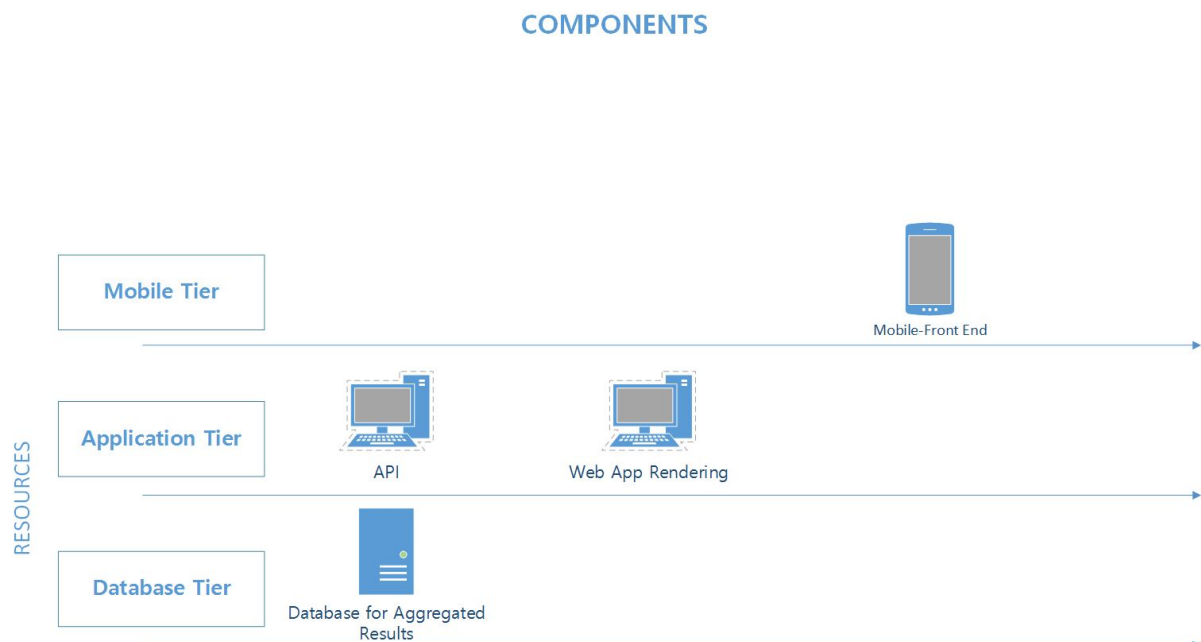 COMPONENTS
Mobile Tier
Mobile-Front End
Application Tier
API
Web App Rendering
RESOURCES
Database Tier
Database for Aggregated
Results